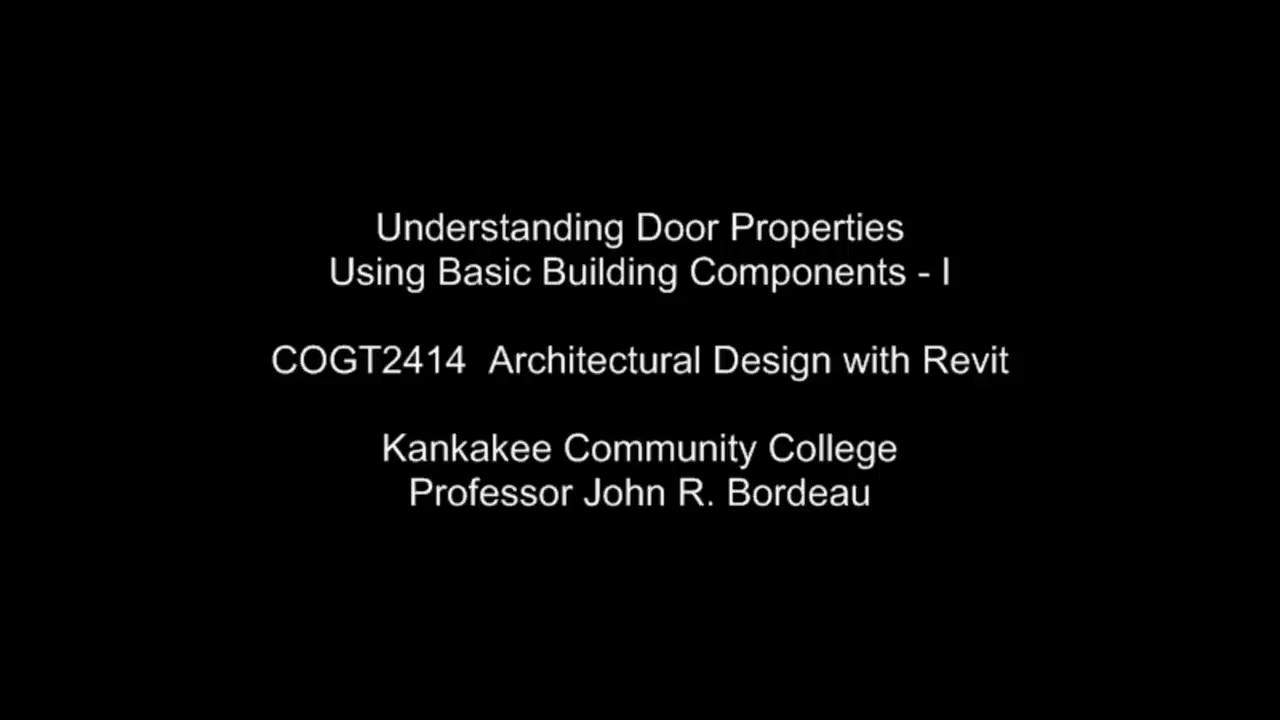 Understanding Door Properties
Using Basic Building Components - I
COGT2414 Architectural Design with Revit
Kankakee Community College
Professor John R. Bordeau